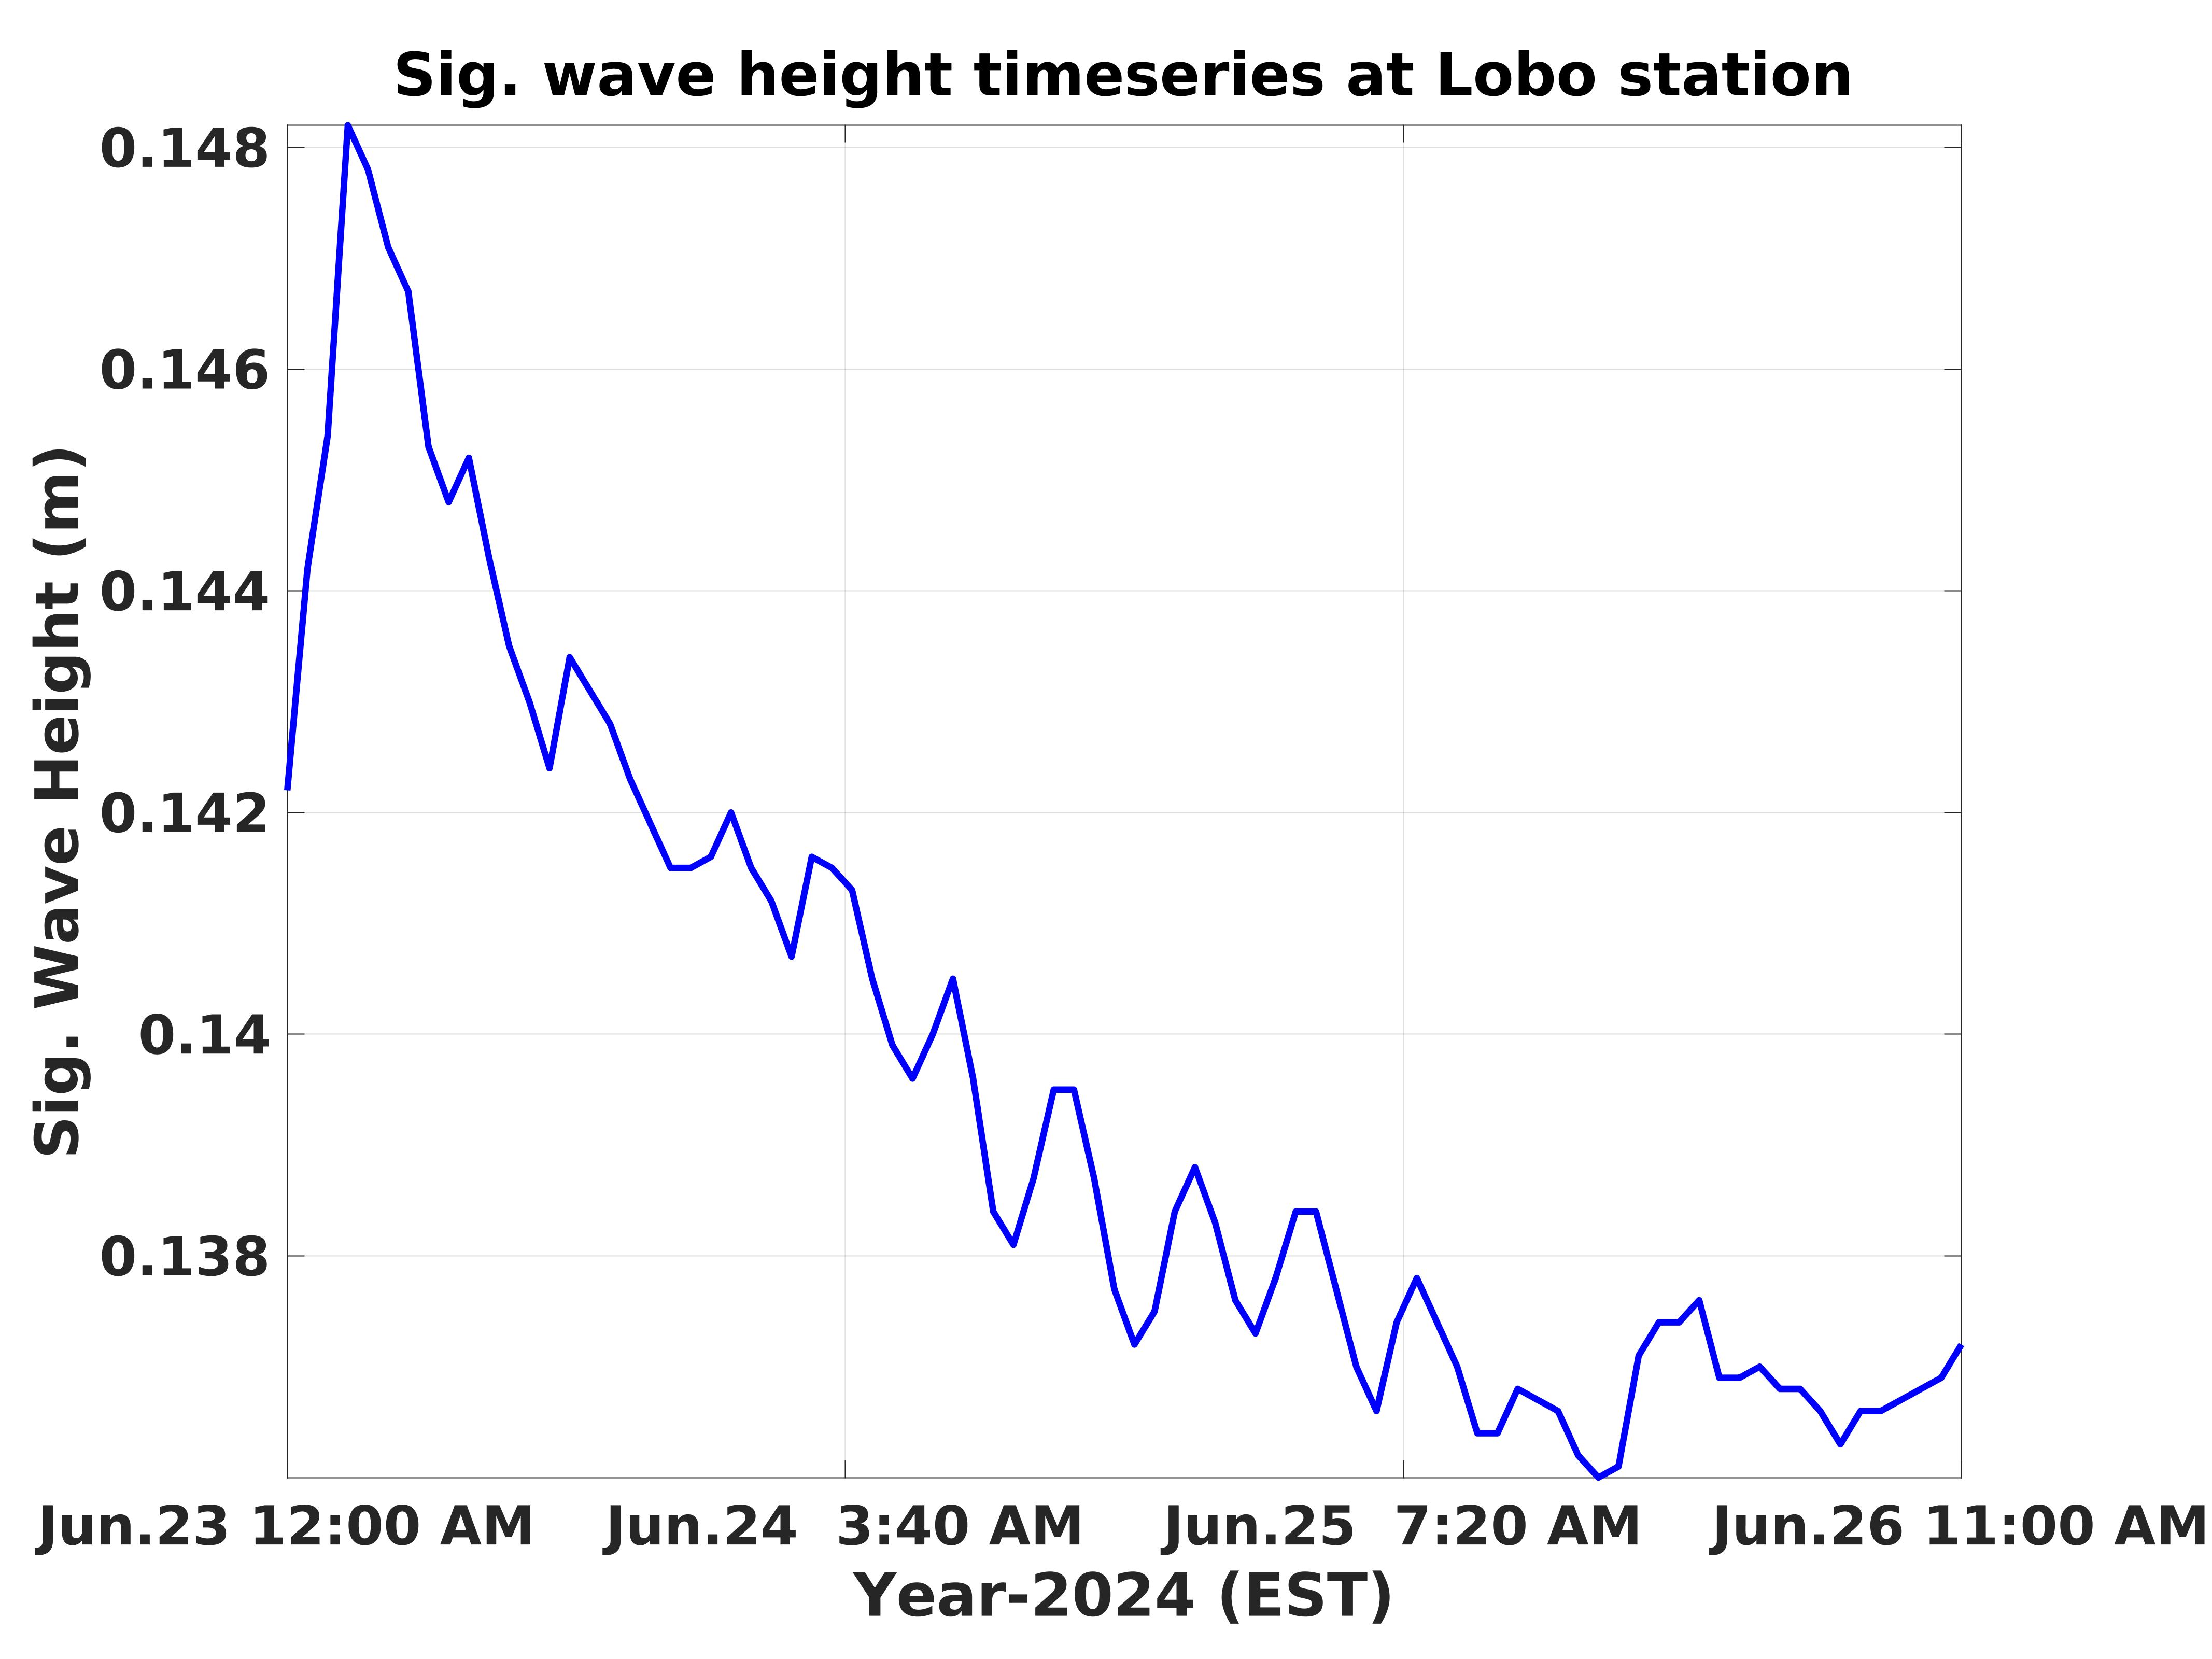 Sig. wave height timeseries at Lobo station
Sig. Wave Height (m)
0.148
0.146
0.144
0.142
0.14
0.138
Jun.23 12:00 AM Jun.24 3:40 AM Jun.25 7:20 AM Jun.26 11:00 AM
Year-2024 (EST)